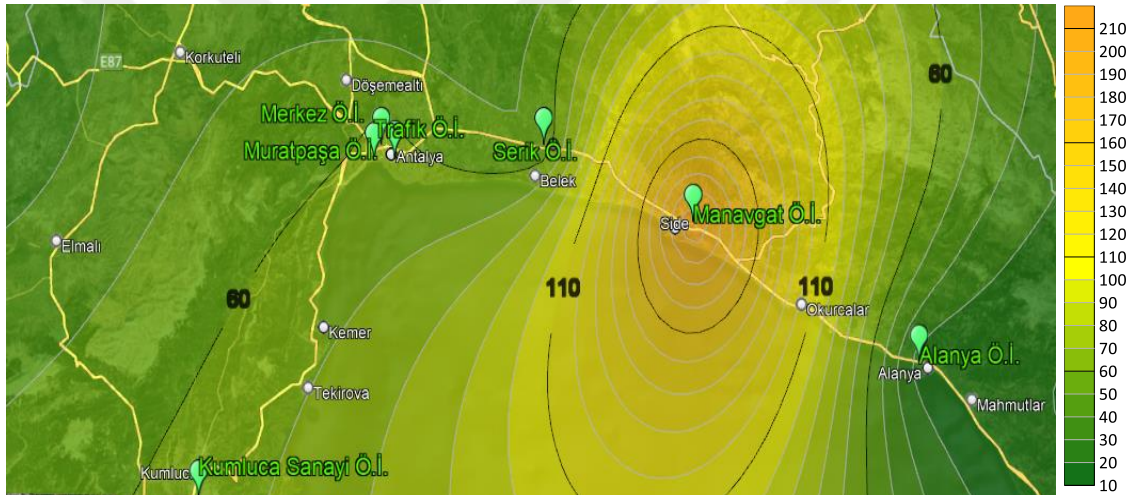 E87
Korkuteli
Döşemealtı
Merkez Ö.İ.
Trafik Ö.İ.
Muratpaşa Ö.İ.
Antalya
Serik Ö.İ.
Belek
60
Manavgat Ö.İ.
Side
Elmalı
60
110
110
Okurcalar
Kemer
Alanya Ö.İ.
Alanya
Tekirova
Mahmutlar
Kumluc
Kumluca Sanayi Ö.İ.
210
200
190
180
170
160
150
140
130
120
110
100
90
80
70
60
50
40
30
20
10